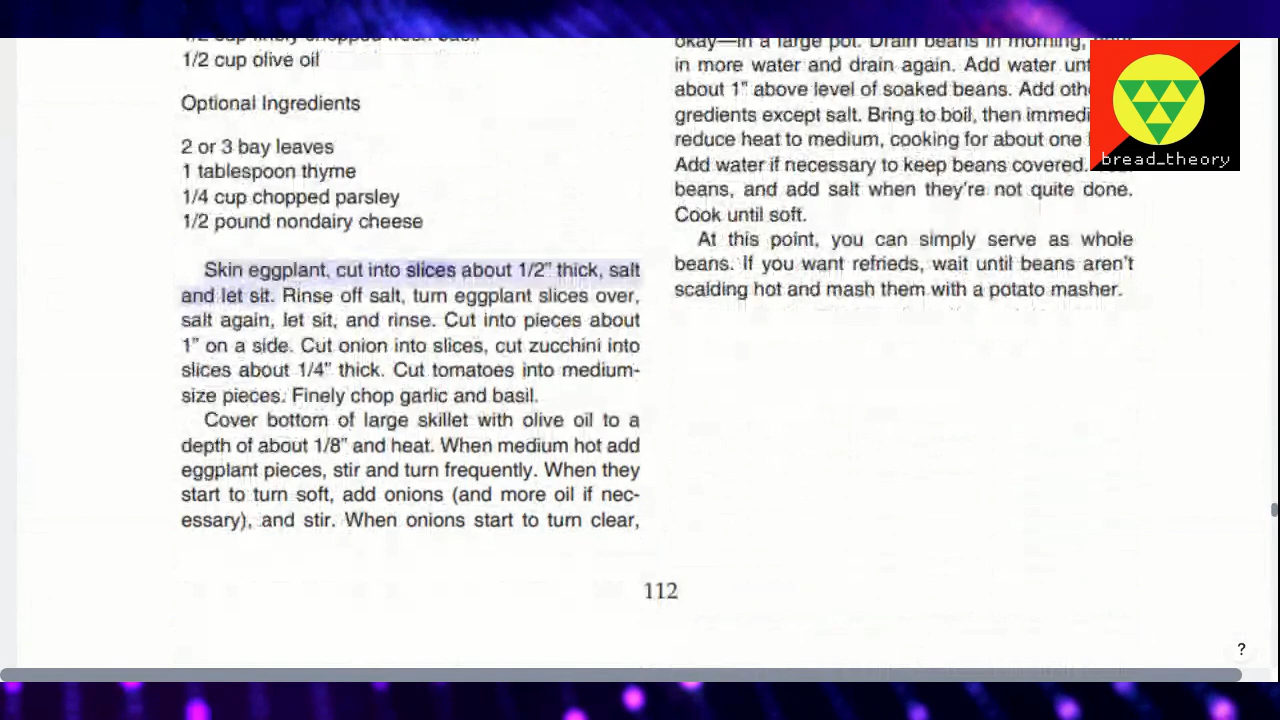 1/2 cup finely chopped fresh basil
1/2 cup olive oil
Optional Ingredients
2 or 3 bay leaves
1 tablespoon thyme
1/4 cup chopped parsley
1/2 pound nondairy cheese
Skin eggplant, cut into slices about 1/2" thick, salt
and let sit. Rinse off salt, turn eggplant slices over,
salt again, let sit, and rinse. Cut into pieces about
1" on a side. Cut onion into slices, cut zucchini into
slices about 1/4" thick. Cut tomatoes into medium-
size pieces. Finely chop garlic and basil.
Cover bottom of large skillet with olive oil to a
depth of about 1/8" and heat. When medium hot add
eggplant pieces, stir and turn frequently. When they
start to turn soft, add onions (and more oil if nec-
essary), and stir. When onions start to turn clear,
okay—in a large pot. Drain beans in morning,
in more water and drain again. Add water
about 1" above level of soaked beans. Add
gredients except salt. Bring to boil, then
reduce heat to medium, cooking for about one
Add water if necessary to keep beans covered.
beans, and add salt when they're not quite done.
Cook until soft.
At this point, you can simply serve as whole
beans. If you want refrieds, wait until beans aren't
scalding hot and mash them with a potato masher.
bread_theory
112
?